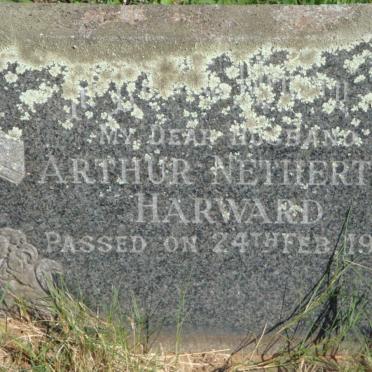 MY DEAR HUSBAND
ARTHUR NETHERT
HARWARD
PASSED ON 24TH FEB 19